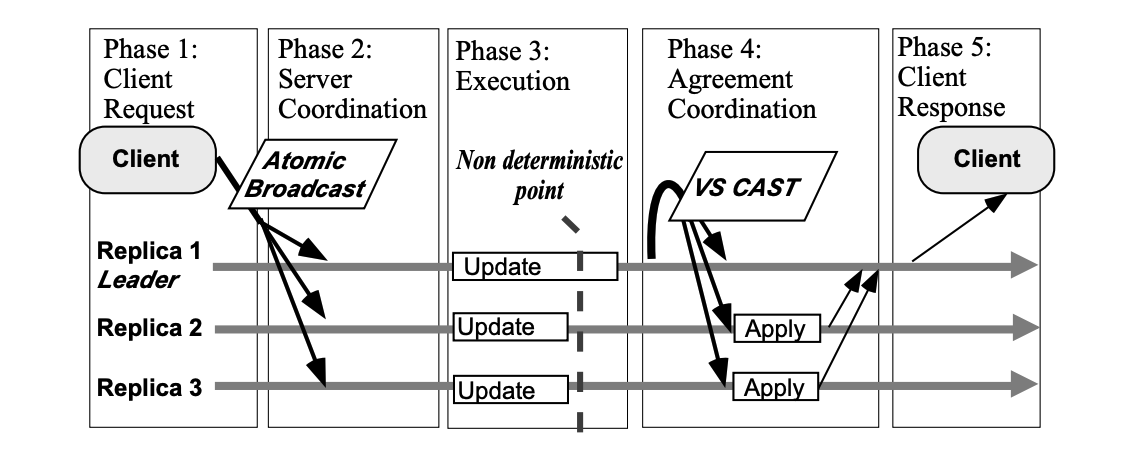 Phase 1:
Client
Request
Phase 2:
Server
Coordination
Phase 3:
Execution
Phase 4:
Agreement
Coordination
Phase 5:
Client
Response
Client
Atomic
Broadcast
Non deterministic
point
VS CAST
Client
Replica 1
Leader
Update
Replica 2
Update
Apply
Replica 3
Update
Apply